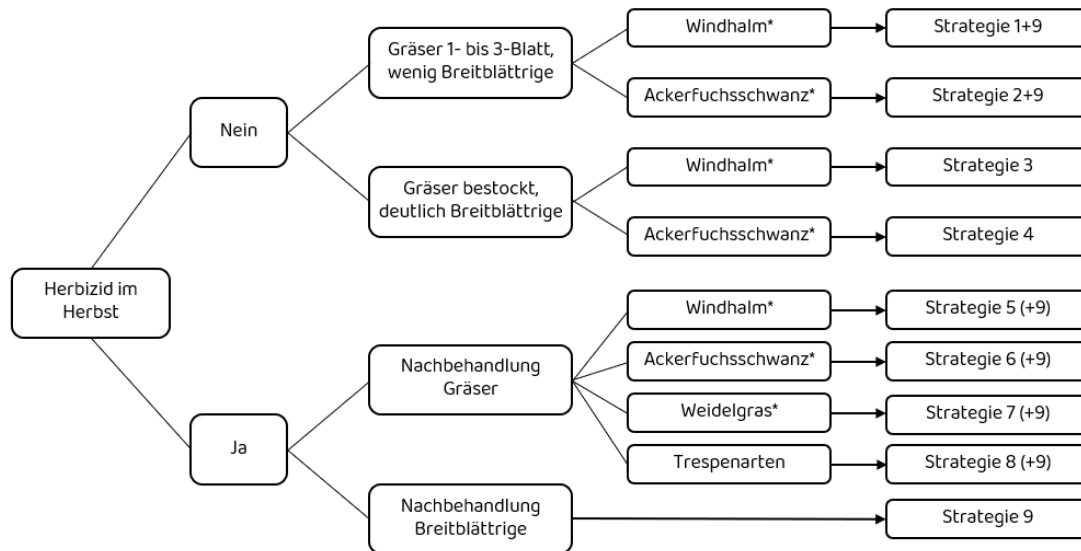 Herbizid im
Herbst
Nein
Gräser 1- bis 3-Blatt,
wenig Breitblättrige
Windhalm*
Strategie 1+9
Ackerfuchsschwanz*
Strategie 2+9
Gräser bestockt,
deutlich Breitblättrige
Windhalm*
Strategie 3
Ackerfuchsschwanz*
Strategie 4
Ja
Nachbehandlung
Gräser
Windhalm*
Strategie 5 (+9)
Ackerfuchsschwanz*
Strategie 6 (+9)
Weidelgras*
Strategie 7 (+9)
Trespenarten
Strategie 8 (+9)
Nachbehandlung
Breitblättrige
Strategie 9